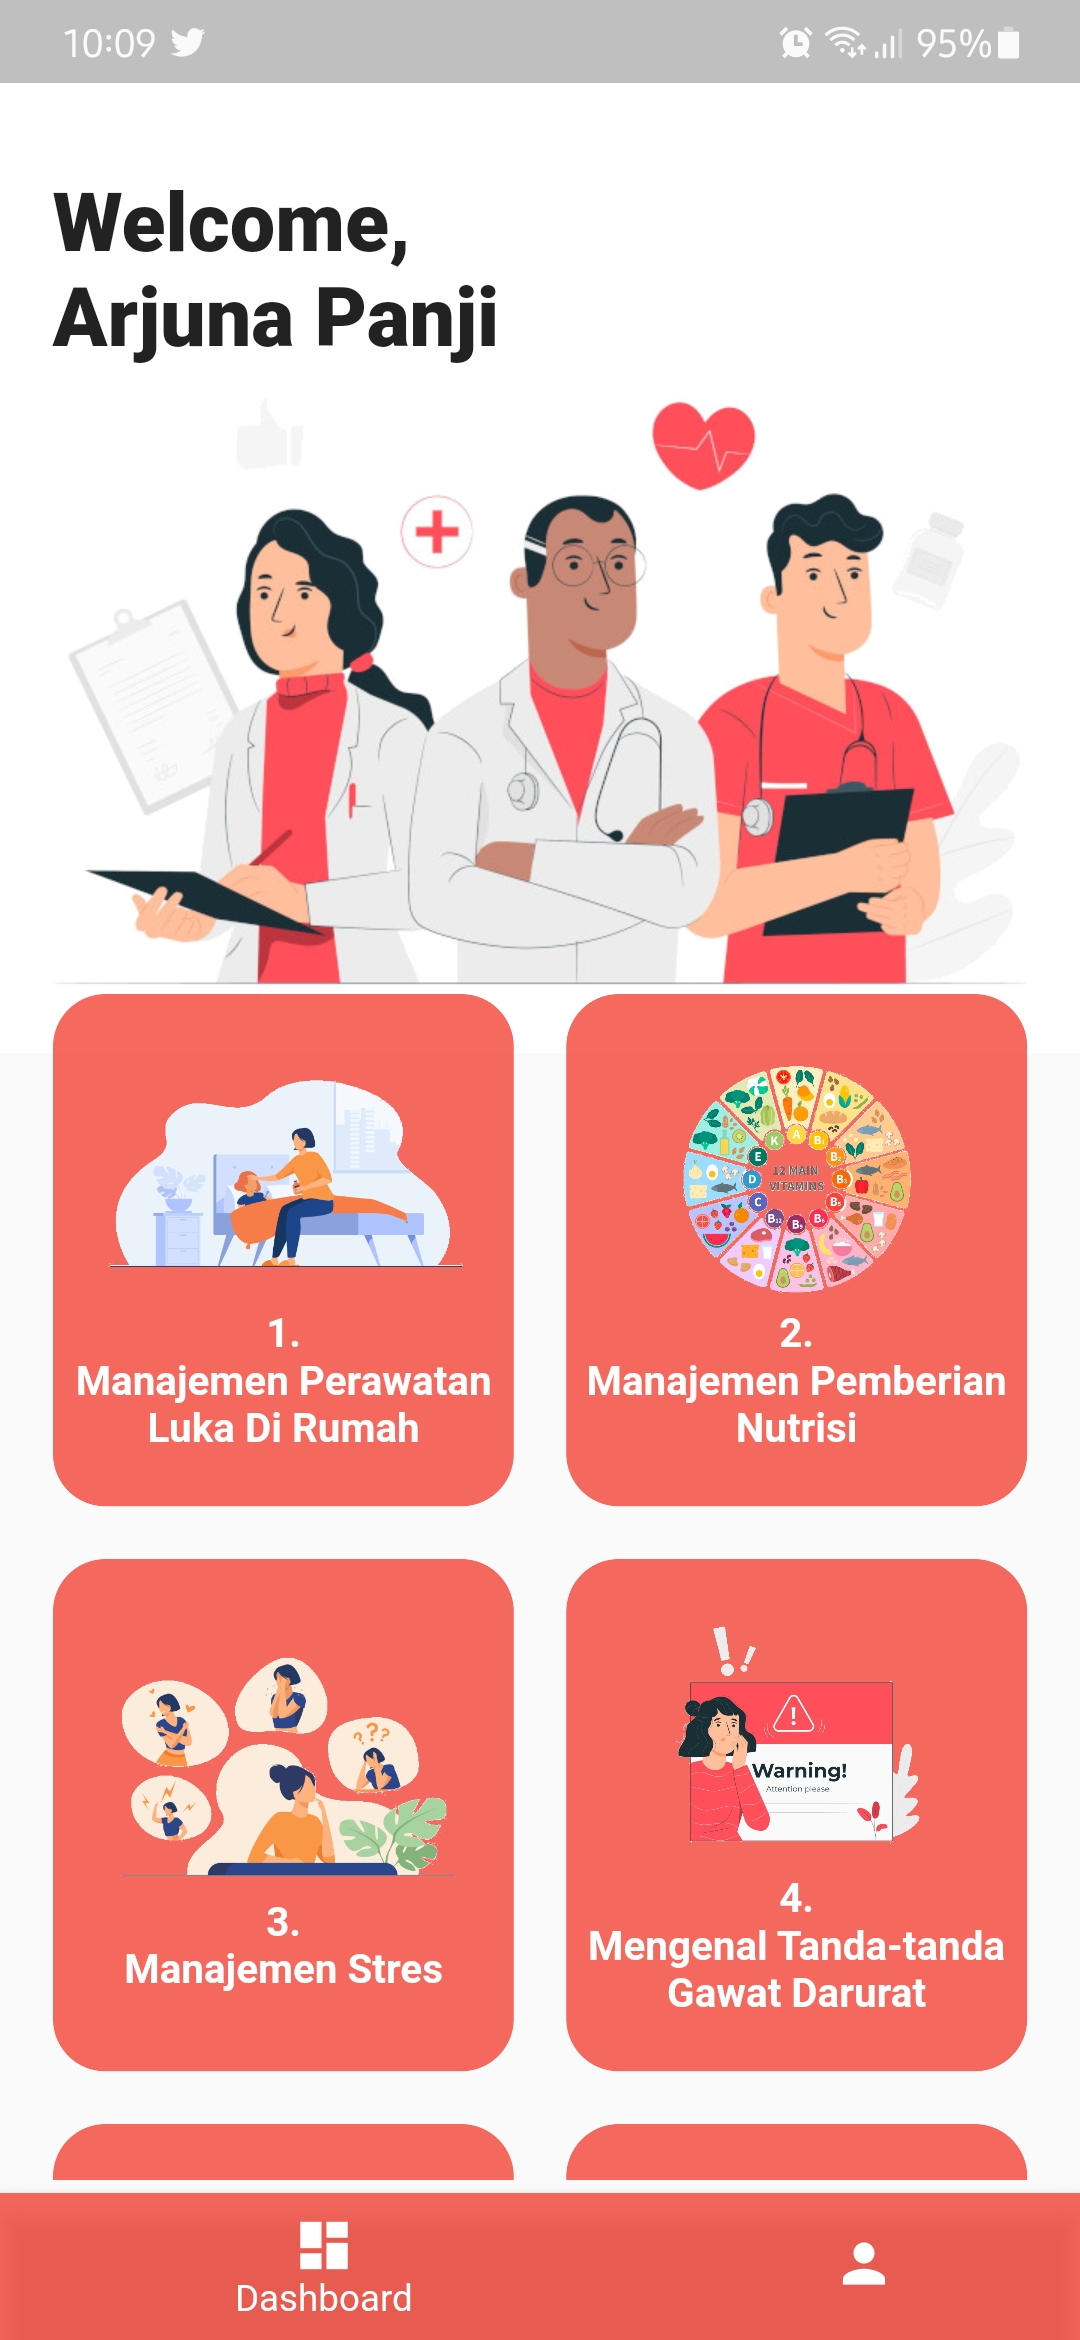 10:09
95%
Welcome,
Arjuna Panji
12 MAIN
VITAMINS
A
B1
B2
B3
B5
B6
B9
B12
C
D
E
K
1.
Manajemen Perawatan
Luka Di Rumah
2.
Manajemen Pemberian
Nutrisi
? ? ?
!
Warning!
Attention please
3.
Manajemen Stres
4.
Mengenal Tanda-tanda
Gawat Darurat
Dashboard